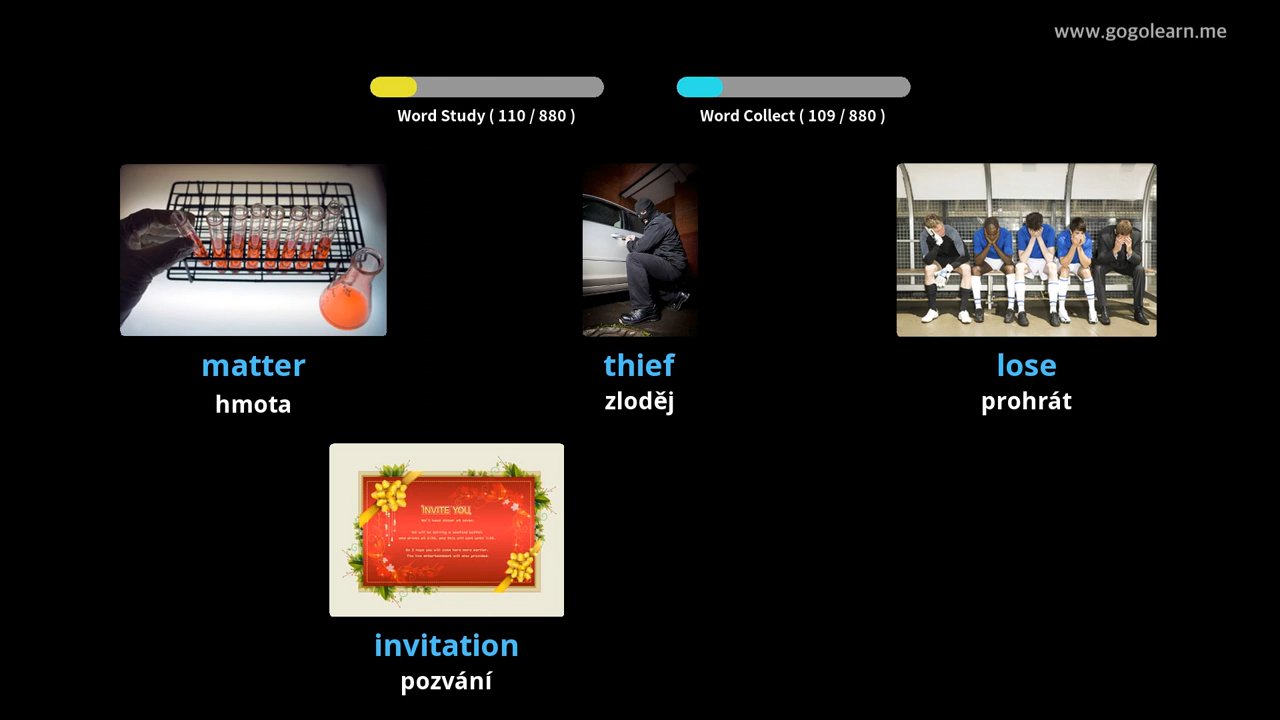 www.gogolearn.me
Word Study ( 110 / 880 )
Word Collect ( 109 / 880 )
matter
hmota
thief
zloděj
lose
prohrát
INVITE YOU
invitation
pozvání